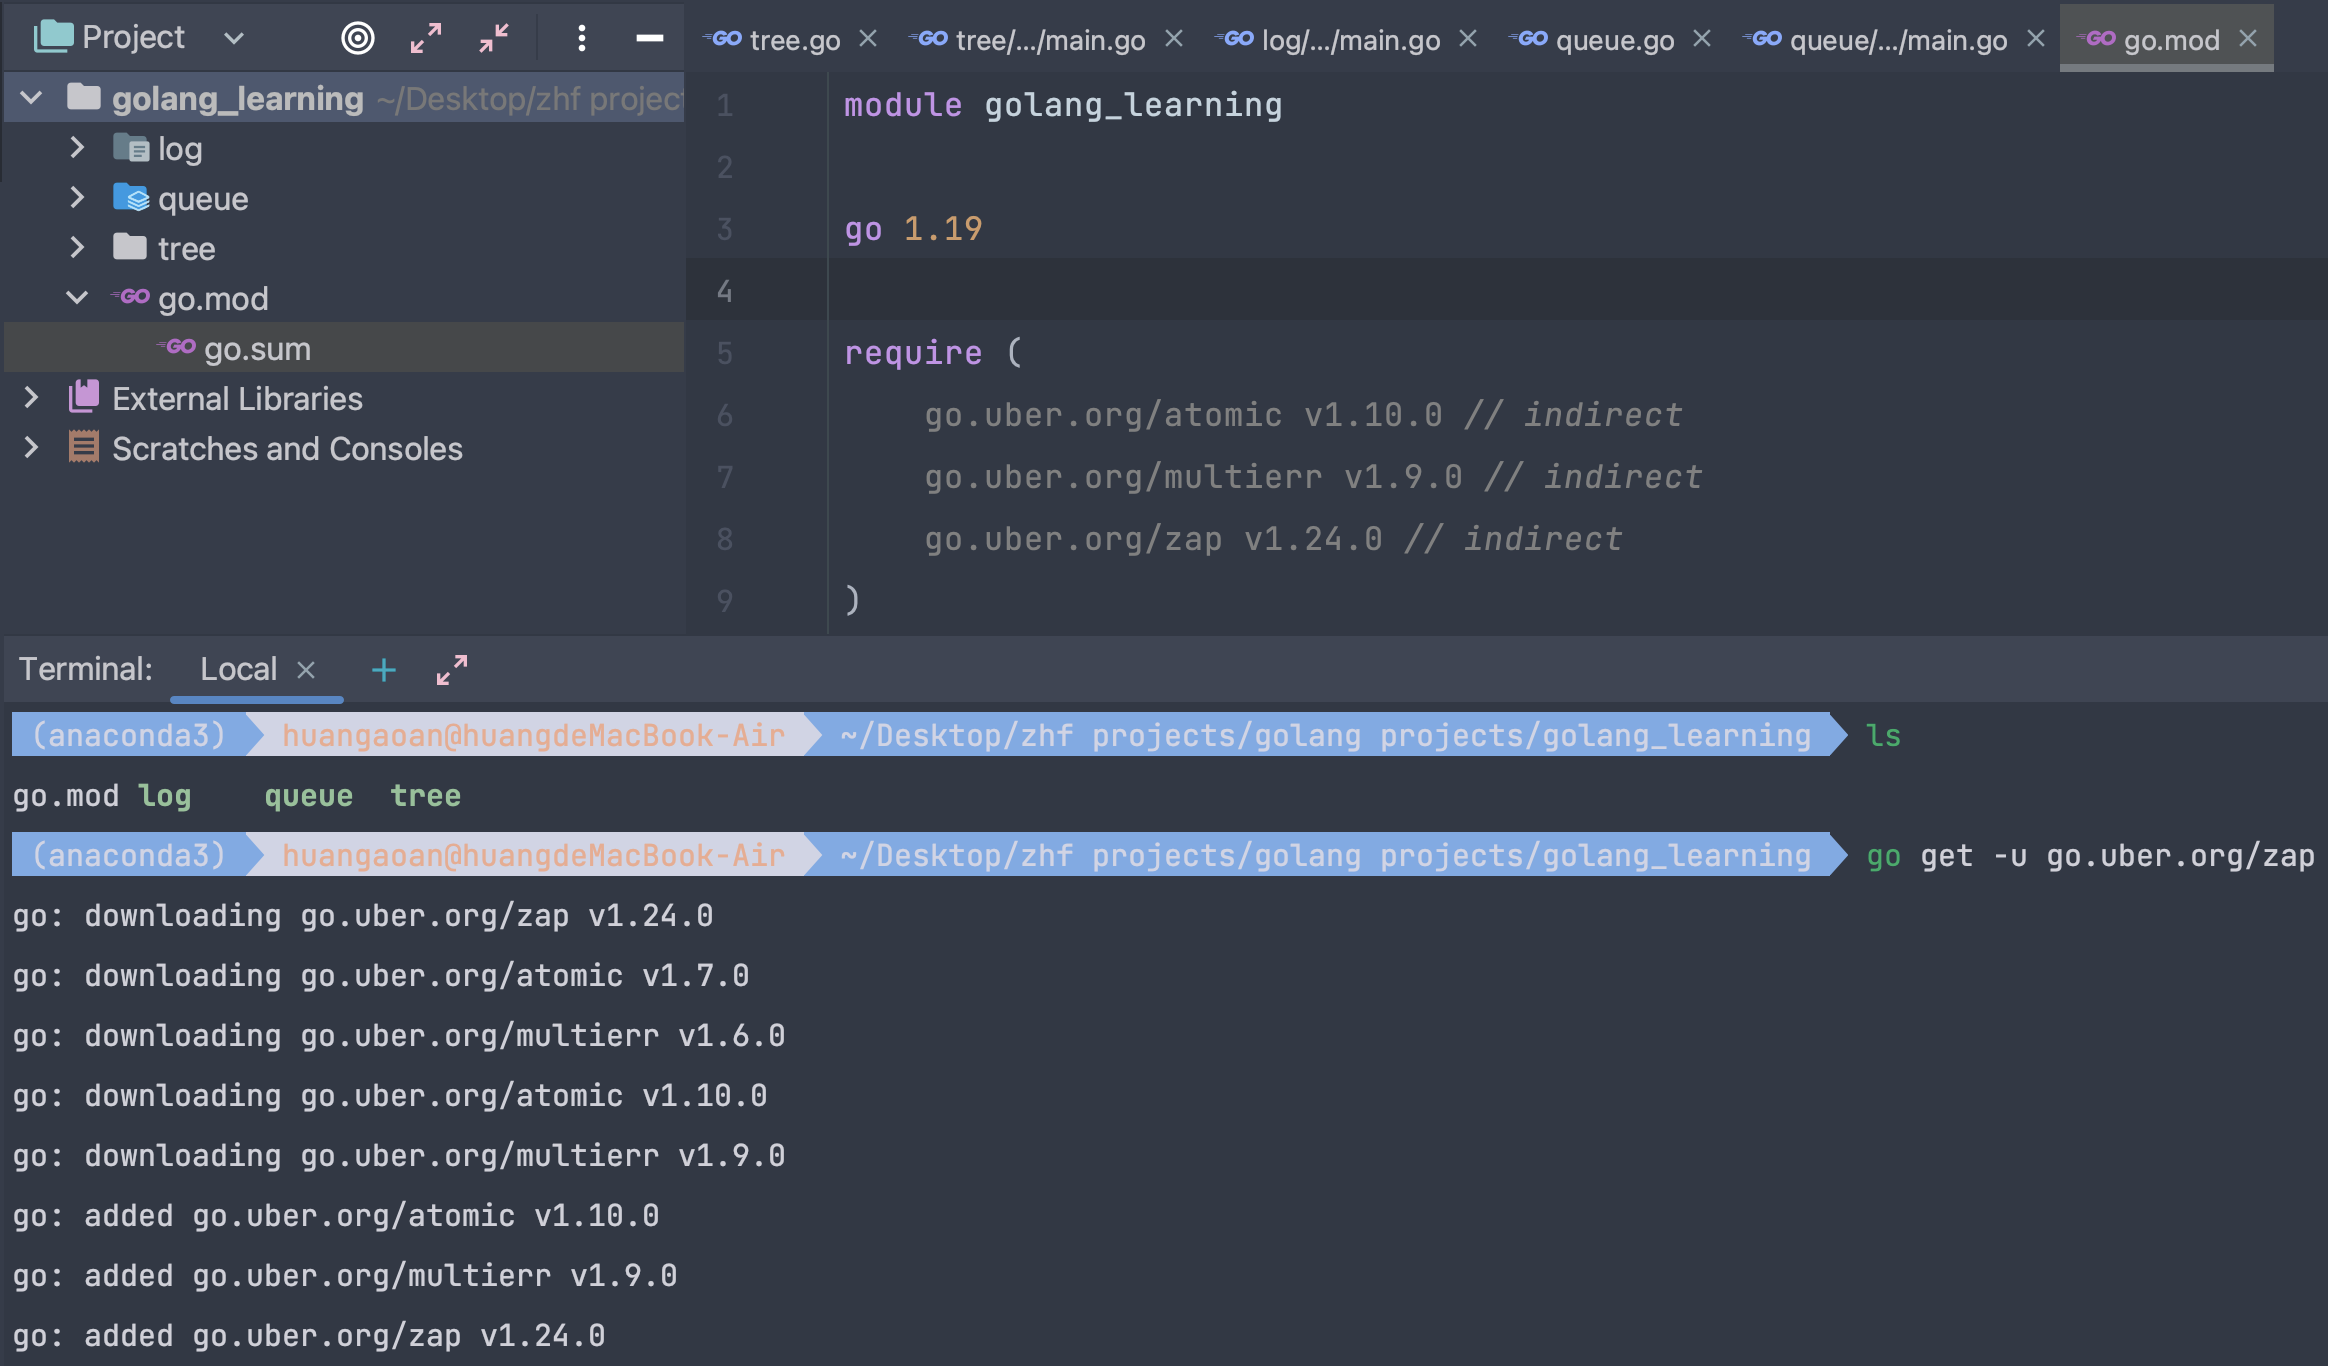 Project
golang_learning ~/Desktop/zhf project
log
queue
tree
go.mod
go.sum
External Libraries
Scratches and Consoles
GO tree.go
GO tree/.../main.go
GO log/.../main.go
GO queue.go
GO queue/.../main.go
GO go.mod
1 module golang_learning
2
3 go 1.19
4
5 require (
6 go.uber.org/atomic v1.10.0 // indirect
7 go.uber.org/multierr v1.9.0 // indirect
8 go.uber.org/zap v1.24.0 // indirect
9 )
Terminal: Local
(anaconda3) huangaoan@huangdeMacBook-Air ~/Desktop/zhf projects/golang projects/golang_learning ls
go.mod log queue tree
(anaconda3) huangaoan@huangdeMacBook-Air ~/Desktop/zhf projects/golang projects/golang_learning go get -u go.uber.org/zap
go: downloading go.uber.org/zap v1.24.0
go: downloading go.uber.org/atomic v1.7.0
go: downloading go.uber.org/multierr v1.6.0
go: downloading go.uber.org/atomic v1.10.0
go: downloading go.uber.org/multierr v1.9.0
go: added go.uber.org/atomic v1.10.0
go: added go.uber.org/multierr v1.9.0
go: added go.uber.org/zap v1.24.0